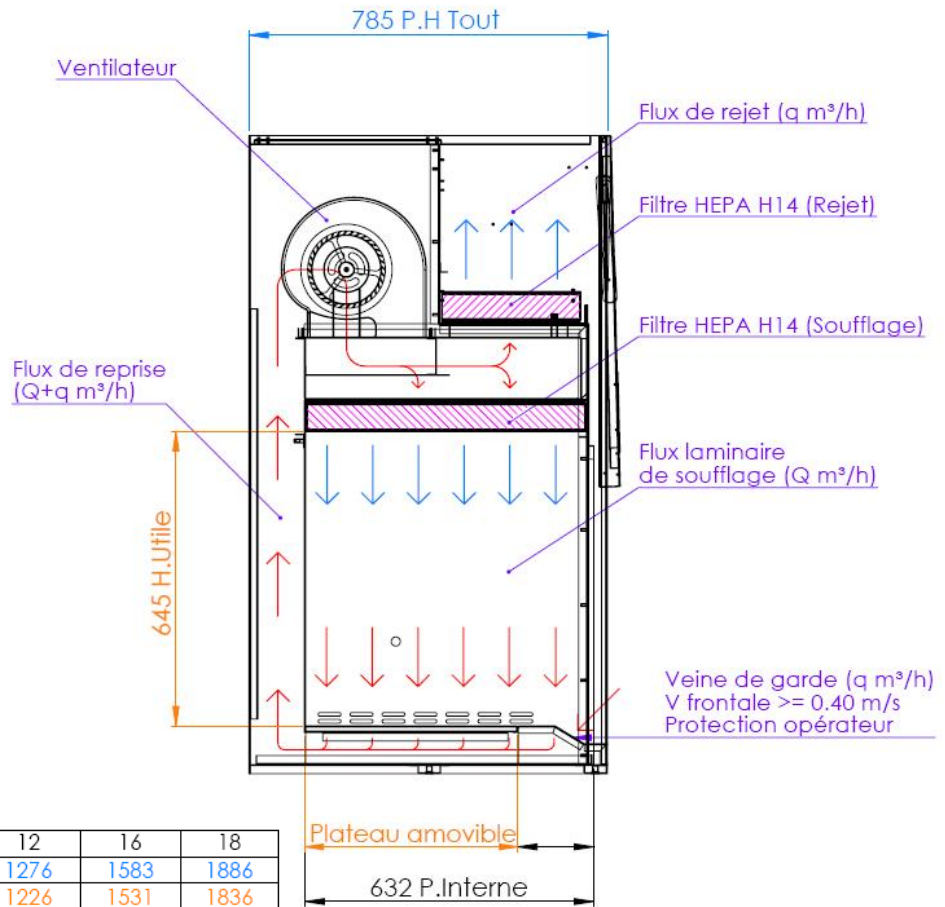 785 P.H Tout
Ventilateur
Flux de rejet (q m³/h)
Filtre HEPA H14 (Rejet)
Filtre HEPA H14 (Soufflage)
Flux de reprise
(Q+q m³/h)
Flux laminaire
de soufflage (Q m³/h)
645 H.Utile
Veine de garde (q m³/h)
V frontale >= 0.40 m/s
Protection opérateur
Plateau amovible
632 P.Interne
12 16 18
1276 1583 1886
1226 1531 1836